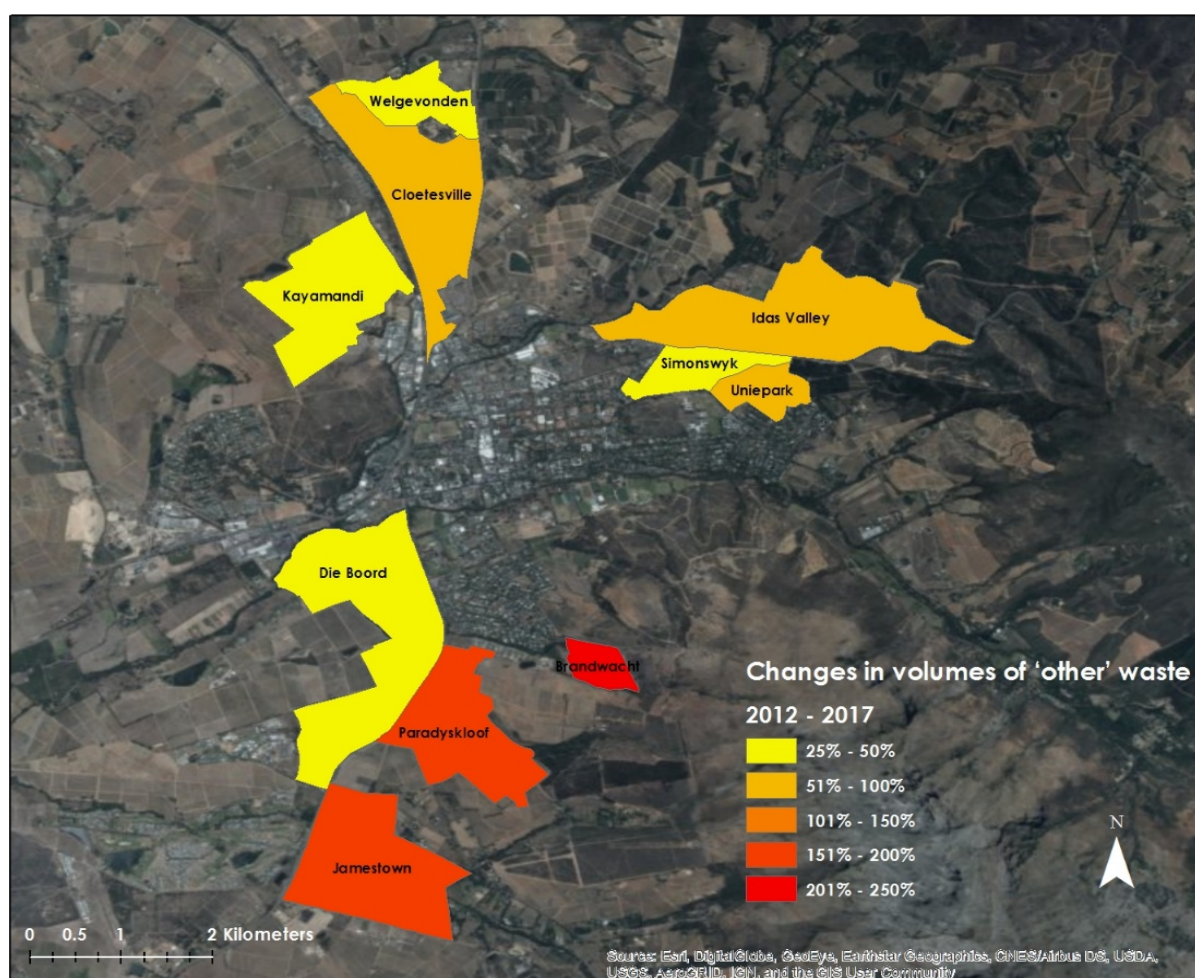 Welgevonden
Cloetesville
Kayamandi
Idas Valley
Simonswyk
Uniepark
Die Boord
Brandwacht
Paradyskloof
Jamestown
Changes in volumes of ‘other’ waste
2012 - 2017
25% - 50%
51% - 100%
101% - 150%
151% - 200%
201% - 250%
N
0 0.5 1 2 Kilometers
Source: Esri, DigitalGlobe, GeoEye, Earthstar Geographics, CNES/Airbus DS, USDA,
USGS, AeroGRID, IGN, and the GIS User Community